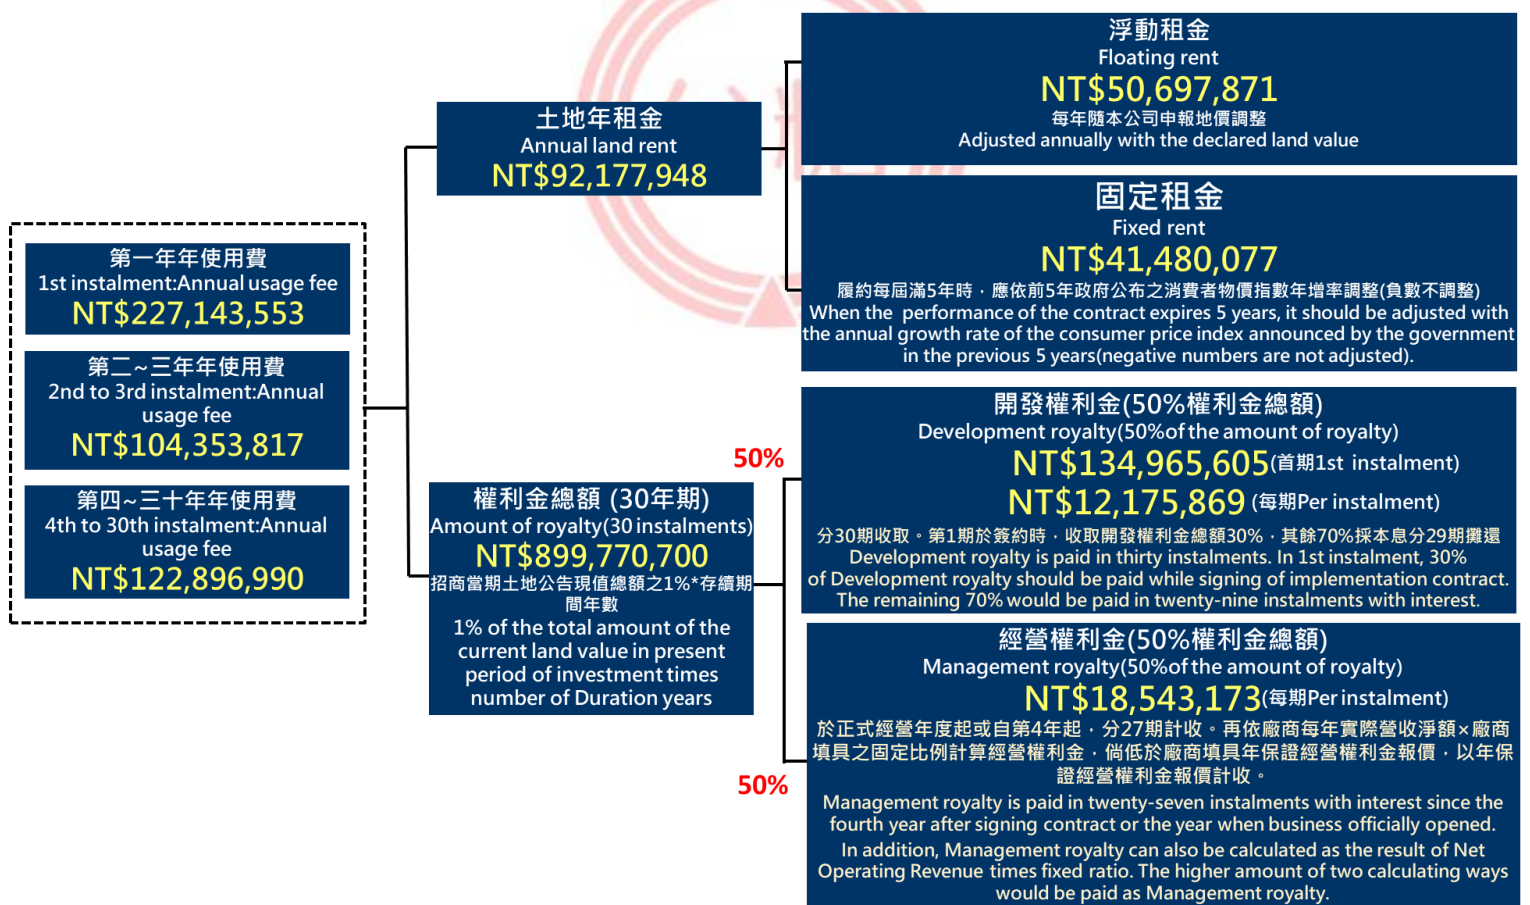 第一年年使用費
1st instalment:Annual usage fee
NT$227,143,553
第二~三年年使用費
2nd to 3rd instalment:Annual
usage fee
NT$104,353,817
第四~三十年年使用費
4th to 30th instalment:Annual
usage fee
NT$122,896,990
土地年租金
Annual land rent
NT$92,177,948
浮動租金
Floating rent
NT$50,697,871
每年隨本公司申報地價調整
Adjusted annually with the declared land value
固定租金
Fixed rent
NT$41,480,077
履約每屆滿5年時，應依前5年政府公布之消費者物價指數年增率調整(負數不調整)
When the performance of the contract expires 5 years, it should be adjusted with
the annual growth rate of the consumer price index announced by the government
in the previous 5 years(negative numbers are not adjusted).
權利金總額 (30年期)
Amount of royalty(30 instalments)
NT$899,770,700
招商當期土地公告現值總額之1%*存續期
間年數
1% of the total amount of the
current land value in present
period of investment times
number of Duration years
50%
開發權利金(50%權利金總額)
Development royalty(50%of the amount of royalty)
NT$134,965,605(首期1st instalment)
NT$12,175,869 (每期Per instalment)
分30期收取。第1期於簽約時，收取開發權利金總額30%，其餘70%採本息分29期攤還
Development royalty is paid in thirty instalments. In 1st instalment, 30%
of Development royalty should be paid while signing of implementation contract.
The remaining 70% would be paid in twenty-nine instalments with interest.
50%
經營權利金(50%權利金總額)
Management royalty(50%of the amount of royalty)
NT$18,543,173(每期Per instalment)
於正式經營年度起或自第4年起，分27期計收。再依廠商每年實際營收淨額×廠商
填具之固定比例計算經營權利金，倘低於廠商填具年保證經營權利金報價，以年保
證經營權利金報價計收。
Management royalty is paid in twenty-seven instalments with interest since the
fourth year after signing contract or the year when business officially opened.
In addition, Management royalty can also be calculated as the result of Net
Operating Revenue times fixed ratio. The higher amount of two calculating ways
would be paid as Management royalty.